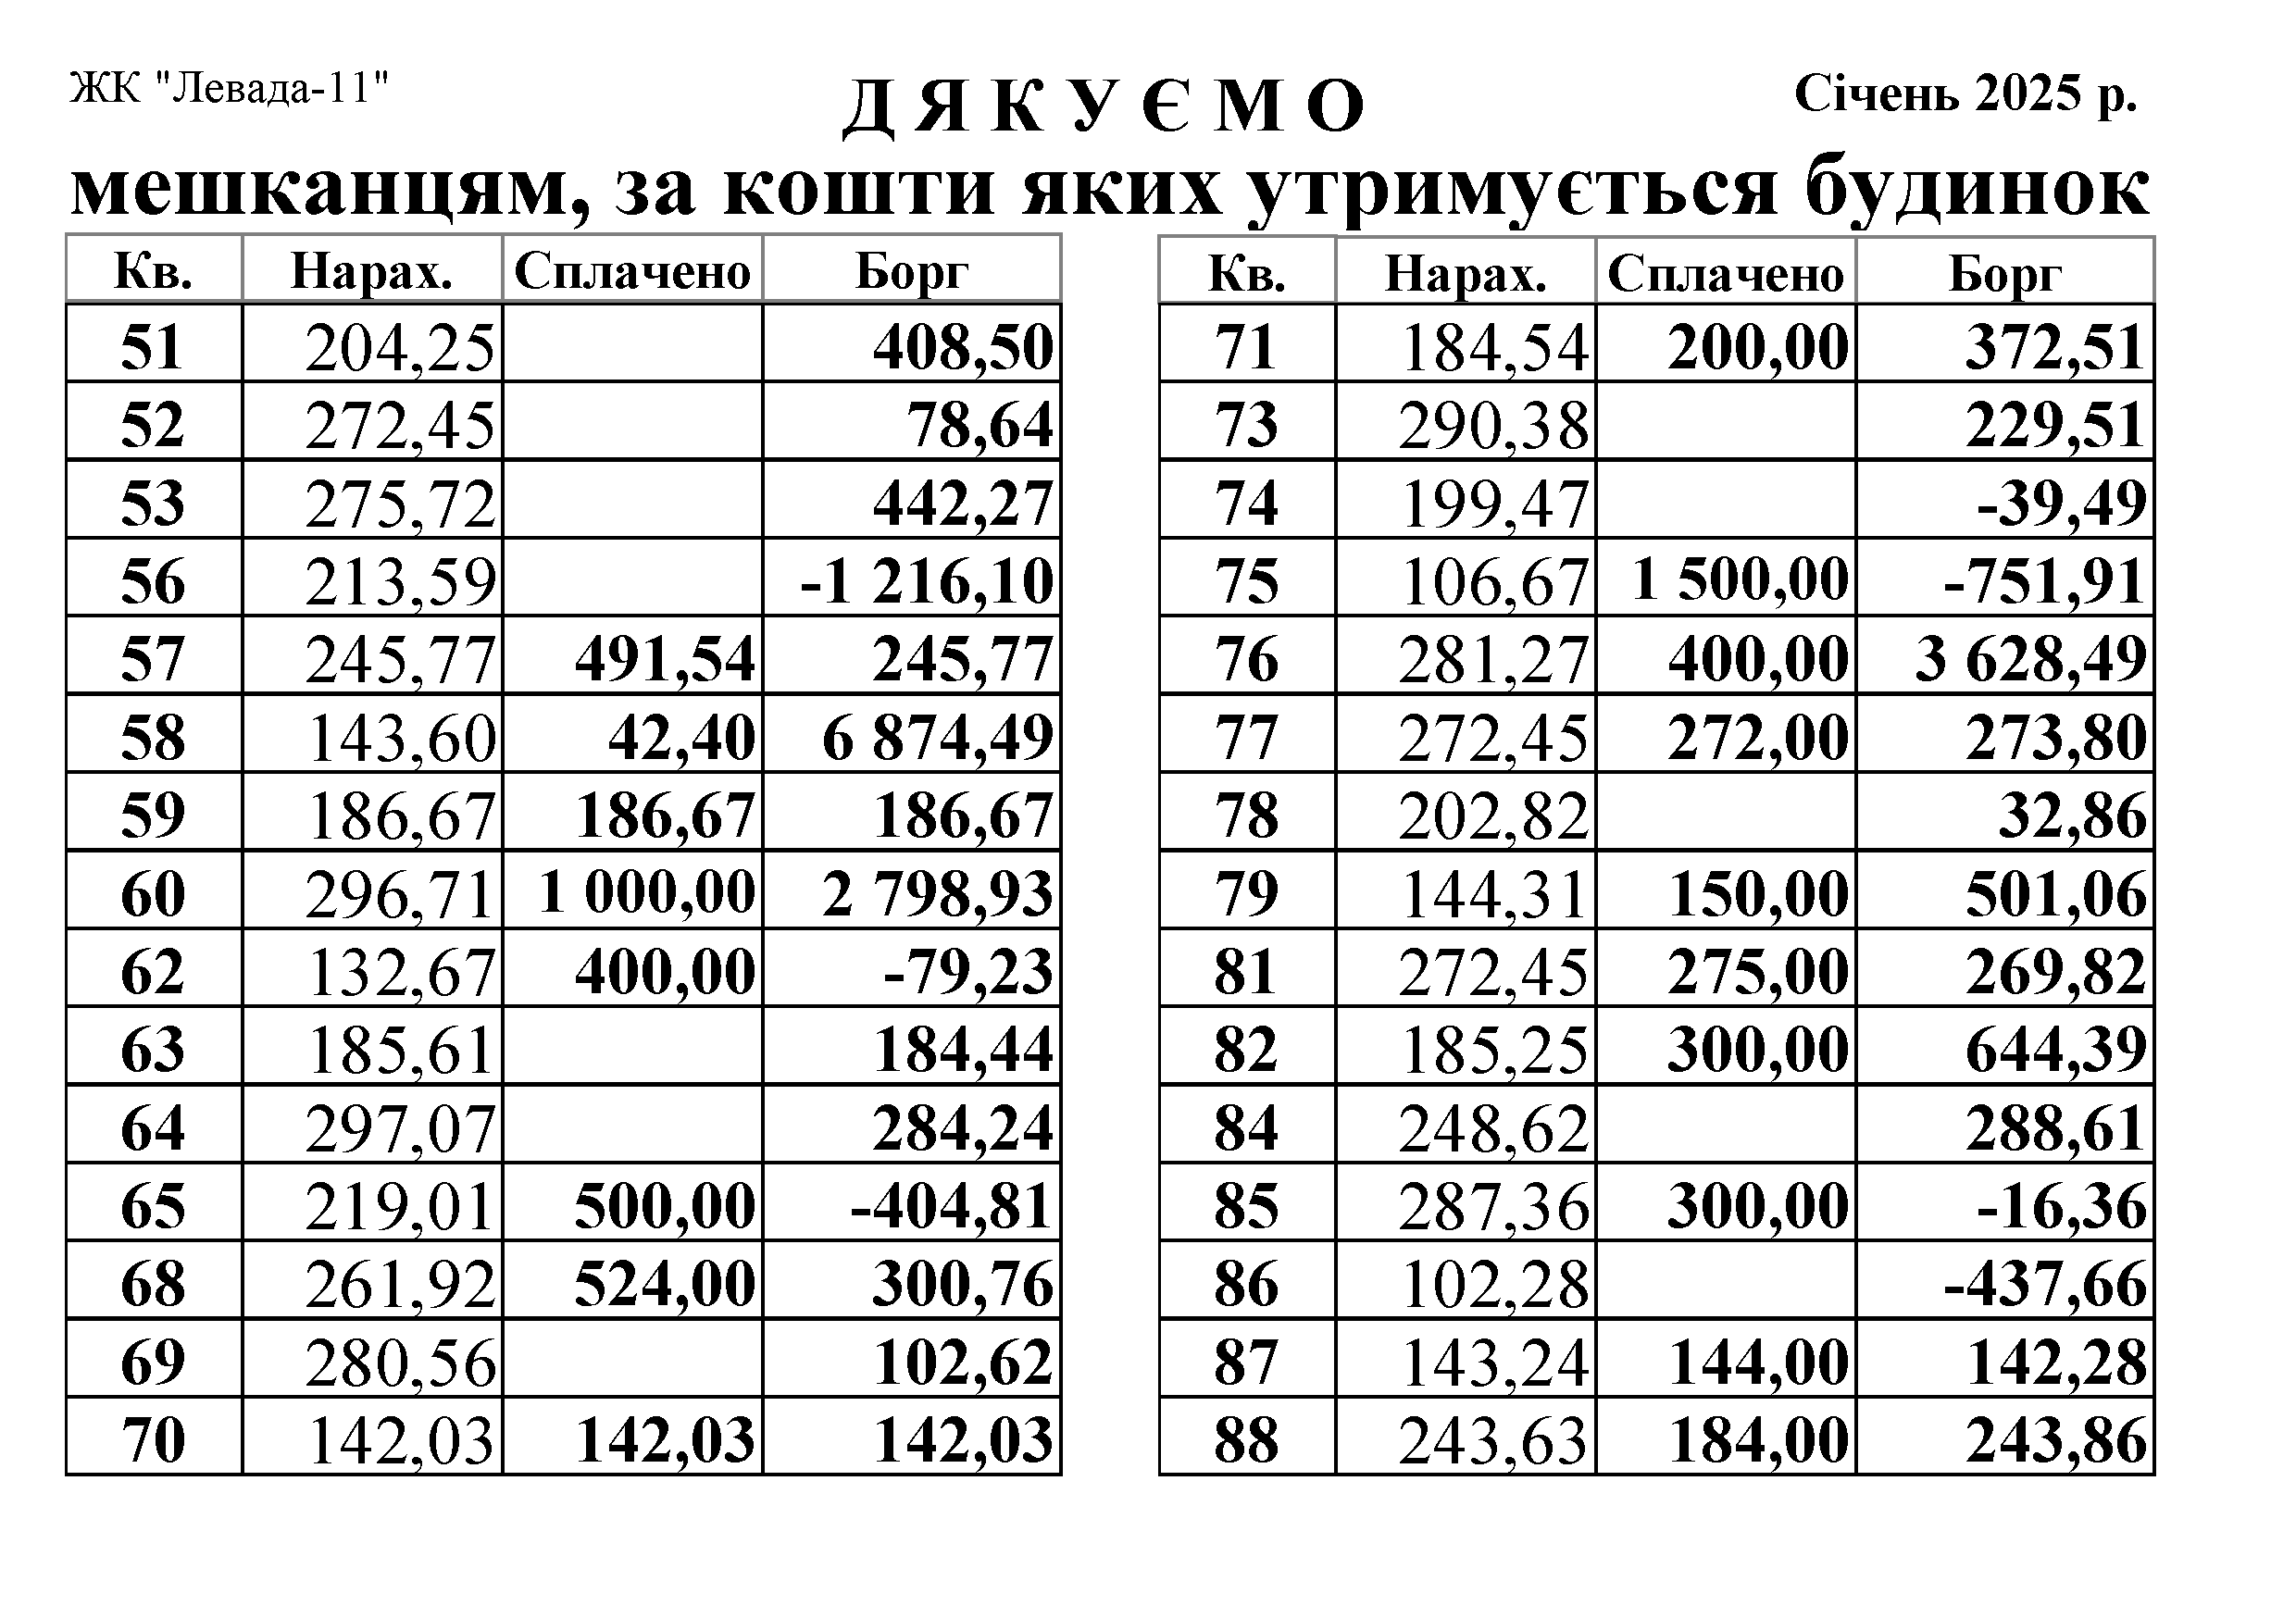 ЖК "Левада-11"
Д Я К У Є М О
Січень 2025 р.
мешканцям, за кошти яких утримується будинок
Кв. Нарах. Сплачено Борг
51 204,25 408,50
52 272,45 78,64
53 275,72 442,27
56 213,59 -1 216,10
57 245,77 491,54 245,77
58 143,60 42,40 6 874,49
59 186,67 186,67 186,67
60 296,71 1 000,00 2 798,93
62 132,67 400,00 -79,23
63 185,61 184,44
64 297,07 284,24
65 219,01 500,00 -404,81
68 261,92 524,00 300,76
69 280,56 102,62
70 142,03 142,03 142,03
Кв. Нарах. Сплачено Борг
71 184,54 200,00 372,51
73 290,38 229,51
74 199,47 -39,49
75 106,67 1 500,00 -751,91
76 281,27 400,00 3 628,49
77 272,45 272,00 273,80
78 202,82 32,86
79 144,31 150,00 501,06
81 272,45 275,00 269,82
82 185,25 300,00 644,39
84 248,62 288,61
85 287,36 300,00 -16,36
86 102,28 -437,66
87 143,24 144,00 142,28
88 243,63 184,00 243,86